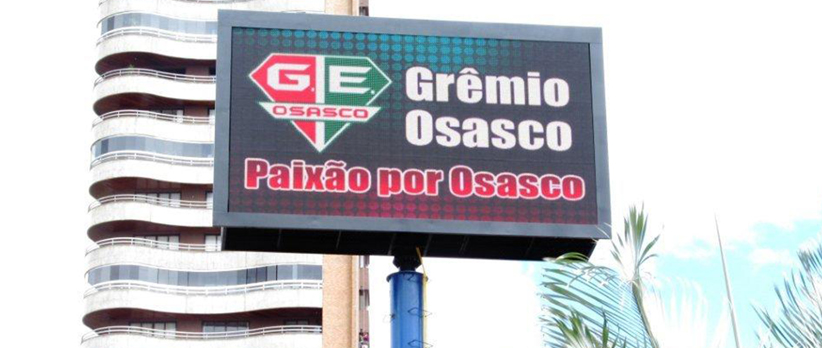 G. E.
OSASCO
Grêmio
Osasco
Paixão por Osasco